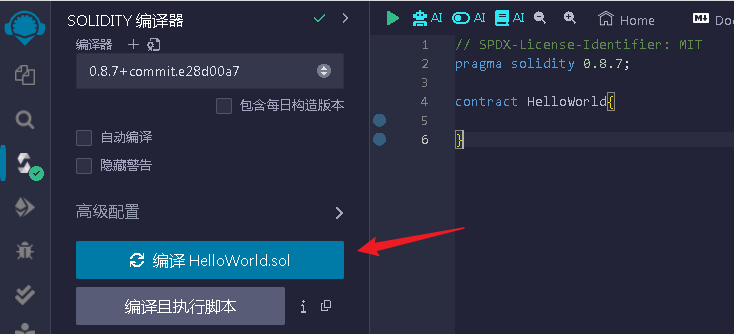 SOLIDITY 编译器
编译器
0.8.7+commit.e28d00a7
包含每日构造版本
自动编译
隐藏警告
高级配置
编译 HelloWorld.sol
编译且执行脚本
i
AI AI AI Home Doc
1 // SPDX-License-Identifier: MIT
2 pragma solidity 0.8.7;
3
4 contract HelloWorld{
5
6 }